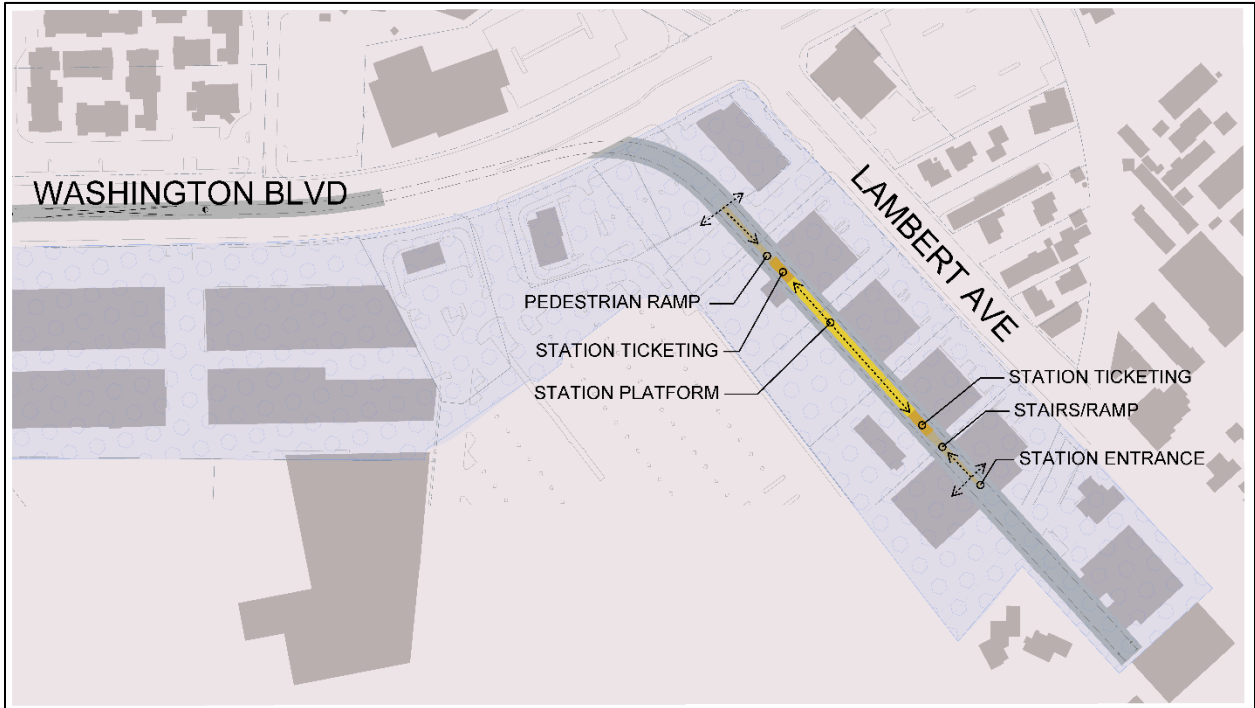 WASHINGTON BLVD
LAMBERT AVE
PEDESTRIAN RAMP
STATION TICKETING
STATION PLATFORM
STATION TICKETING
STAIRS/RAMP
STATION ENTRANCE